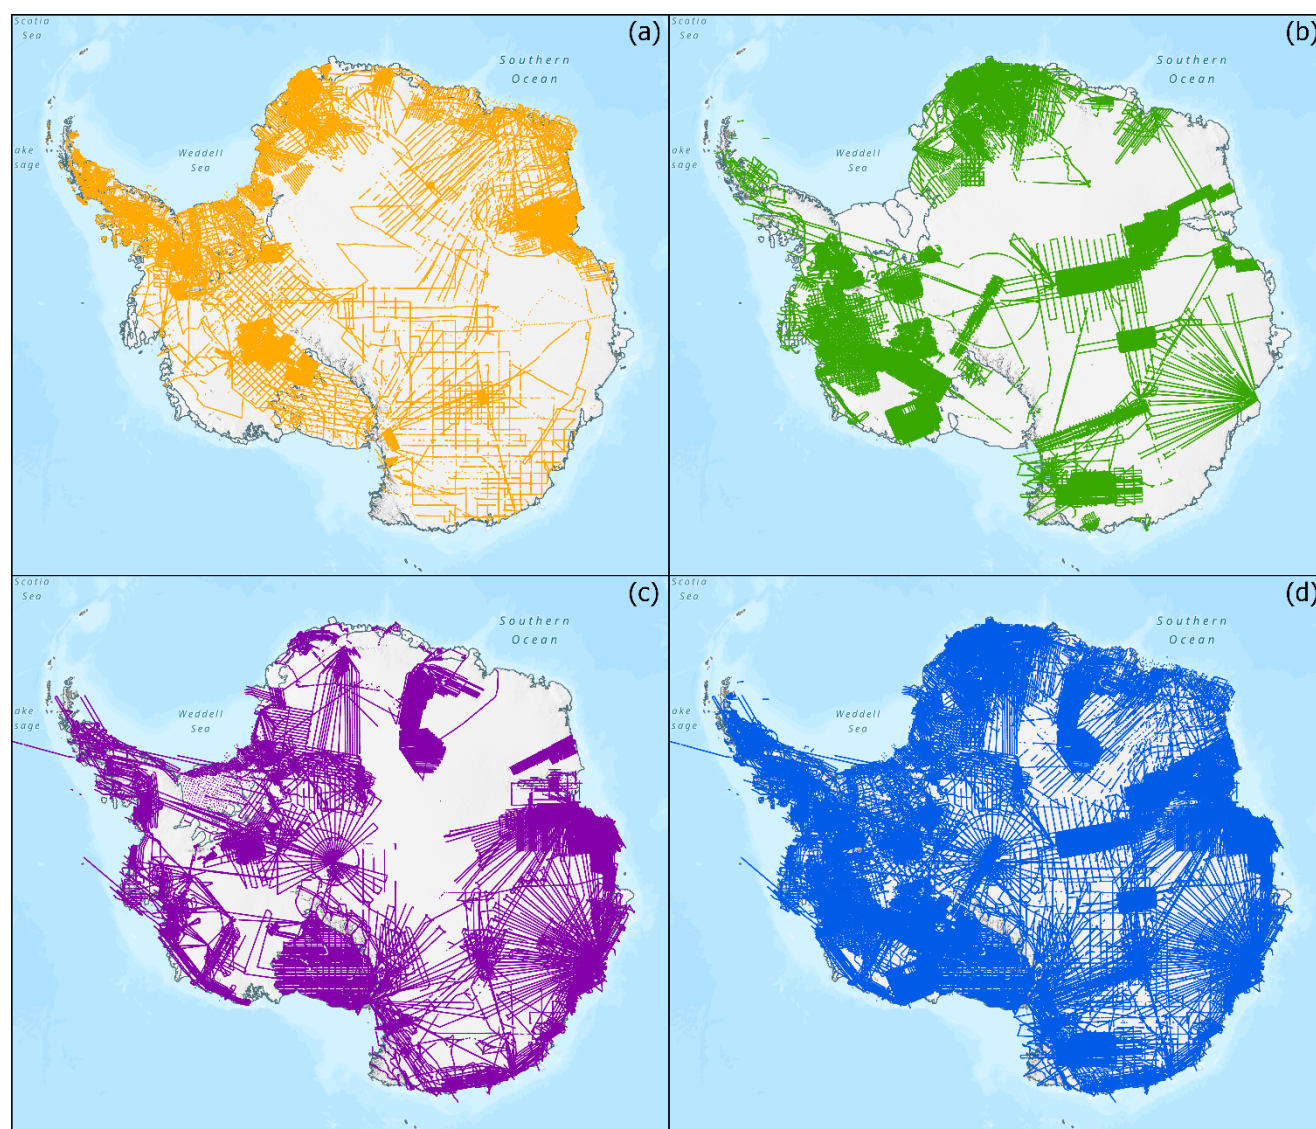 Scotia
Sea
(a)
Southern
Ocean
ake
sage
Weddell
Sea
Scotia
Sea
(b)
Southern
Ocean
ake
sage
Weddell
Sea
Scotia
Sea
(c)
Southern
Ocean
ake
sage
Weddell
Sea
Scotia
Sea
(d)
Southern
Ocean
ake
sage
Weddell
Sea